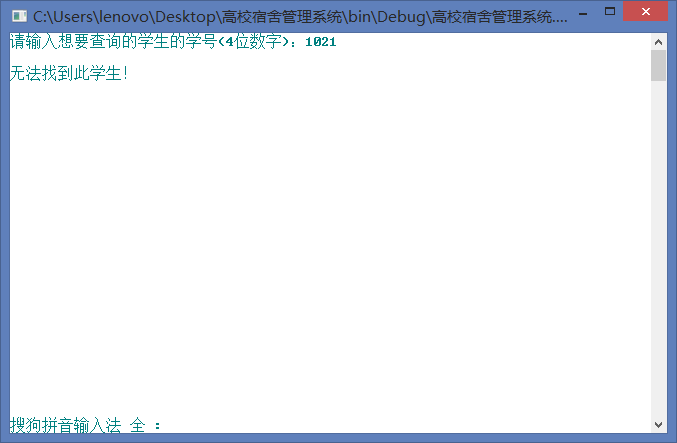 C:\Users\lenovo\Desktop\高校宿舍管理系统\bin\Debug\高校宿舍管理系统....
请输入想要查询的学生的学号(4位数字): 1021
无法找到此学生!
搜狗拼音输入法 全 :